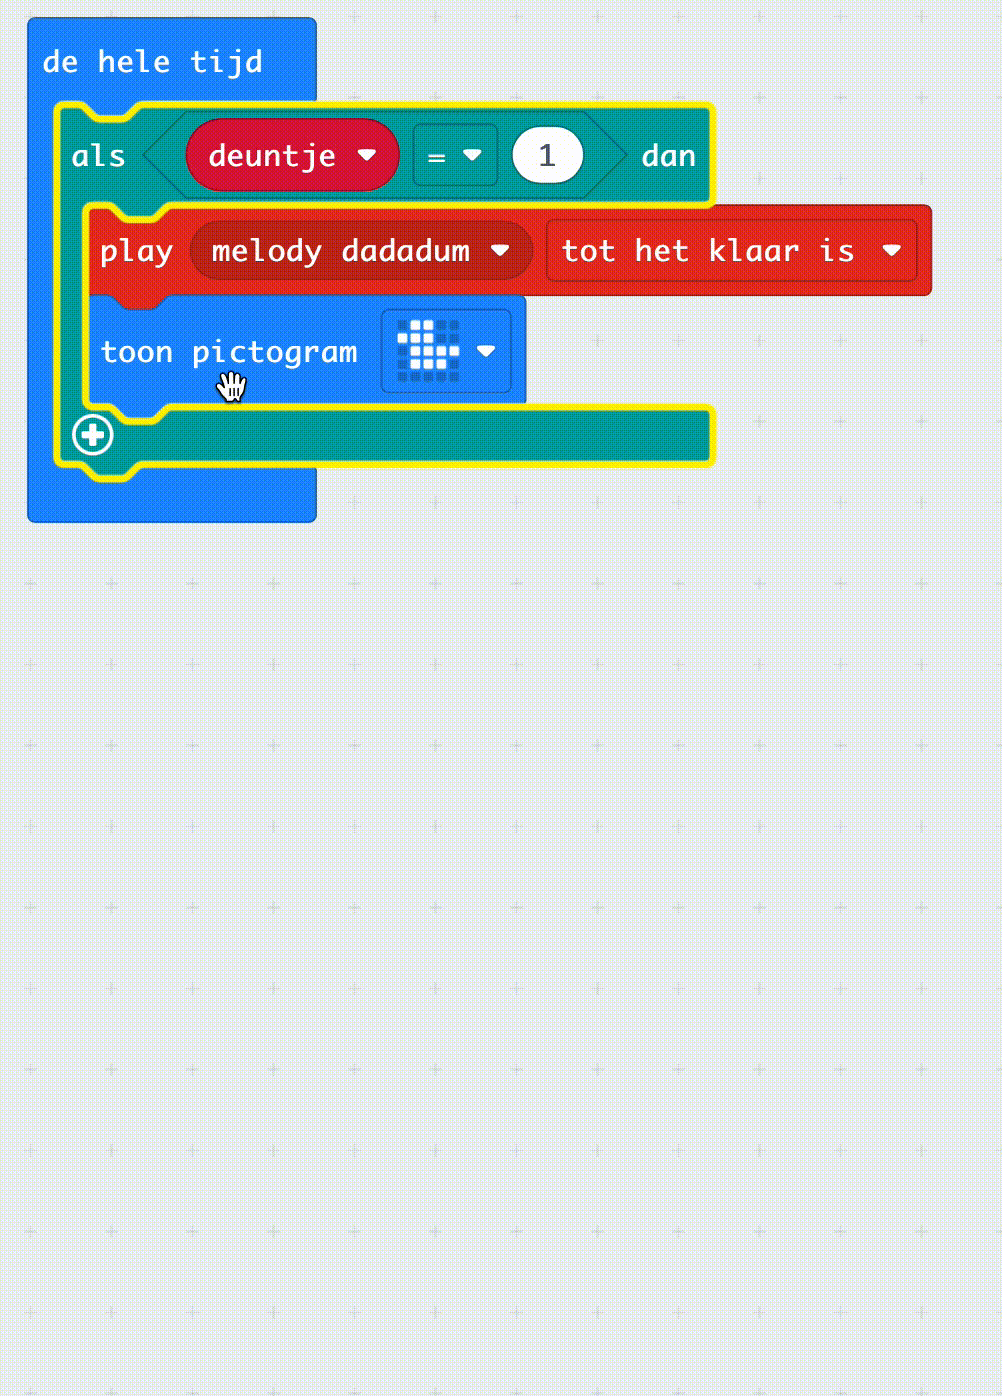 de hele tijd
als deuntje = 1 dan
play melody dadadum tot het klaar is
toon pictogram